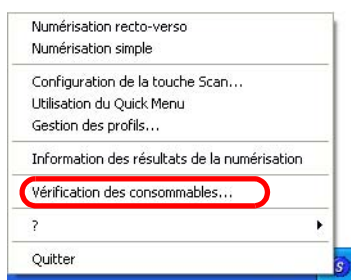 Numérisation recto-verso
Numérisation simple
Configuration de la touche Scan...
Utilisation du Quick Menu
Gestion des profils...
Information des résultats de la numérisation
Vérification des consommables...
?
Quitter
S